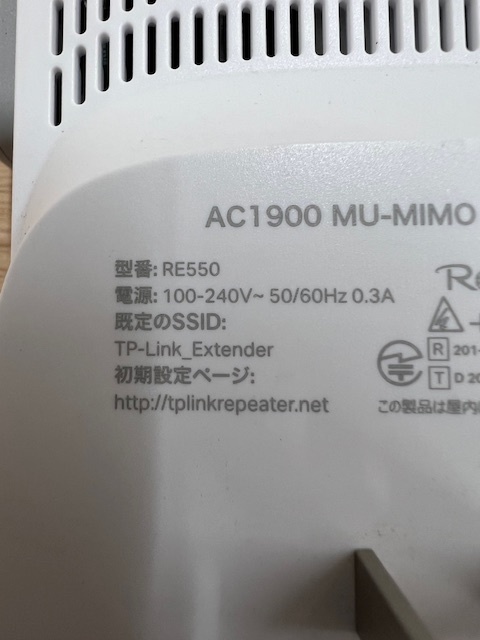 AC1900 MU-MIMO
型番: RE550
電源: 100-240V~ 50/60Hz 0.3A
既定のSSID:
TP-Link_Extender
初期設定ページ:
http://tplinkrepeater.net
R 201-
T D 20
この製品は屋内